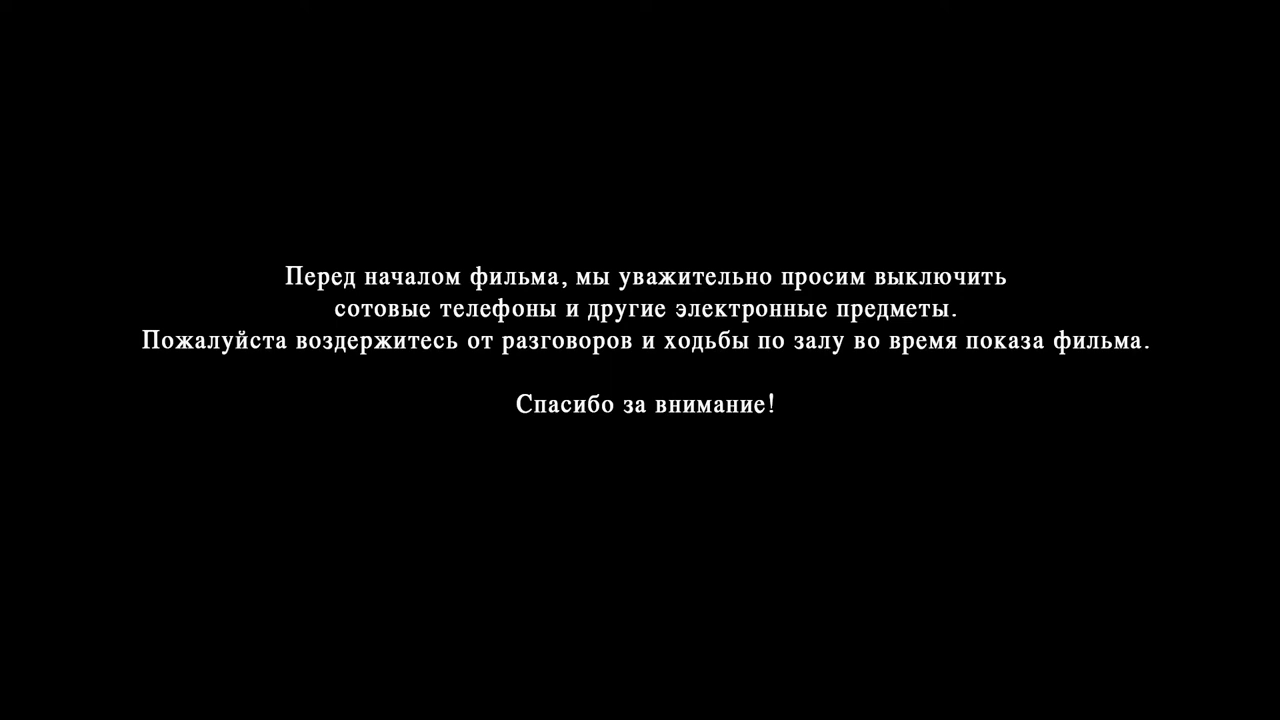 Перед началом фильма, мы уважительно просим выключить
сотовые телефоны и другие электронные предметы.
Пожалуйста воздержитесь от разговоров и ходьбы по залу во время показа фильма.
Спасибо за внимание!